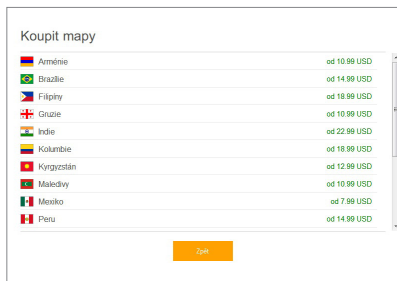 Koupit mapy
Arménie od 10.99 USD
Brazílie od 14.99 USD
Filipíny od 18.99 USD
Gruzie od 10.99 USD
Indie od 22.99 USD
Kolumbie od 18.99 USD
Kyrgyzstán od 12.99 USD
Maledivy od 10.99 USD
Mexiko od 7.99 USD
Peru od 14.99 USD
Zpět